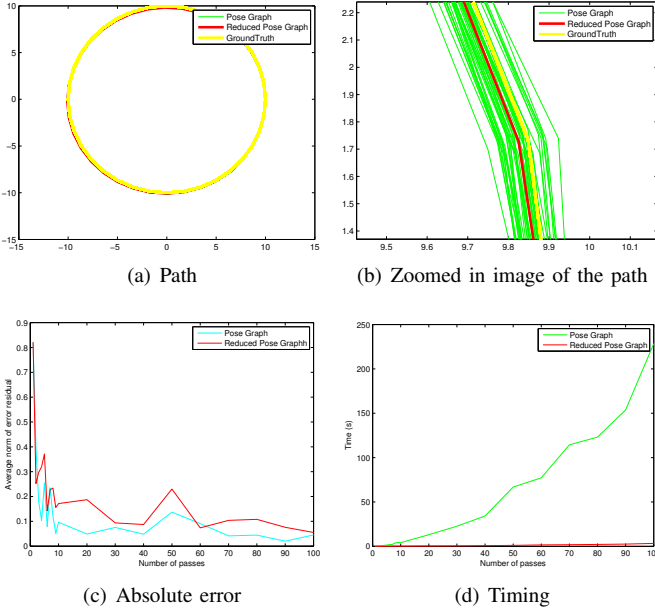 10
5
0
−5
−10
−15
−15 −10 −5 0 5 10 15
Pose Graph
Reduced Pose Graph
GroundTruth
(a) Path
2.2
2.1
2
1.9
1.8
1.7
1.6
1.5
1.4
9.5 9.6 9.7 9.8 9.9 10 10.1
Pose Graph
Reduced Pose Graph
GroundTruth
(b) Zoomed in image of the path
0.9
0.8
0.7
0.6
0.5
0.4
0.3
0.2
0.1
0
0 10 20 30 40 50 60 70 80 90 100
Average norm of error residual
Number of passes
Pose Graph
Reduced Pose Graphh
(c) Absolute error
250
200
150
100
50
0
0 10 20 30 40 50 60 70 80 90 100
Time (s)
Number of passes
Pose Graph
Reduced Pose Graph
(d) Timing